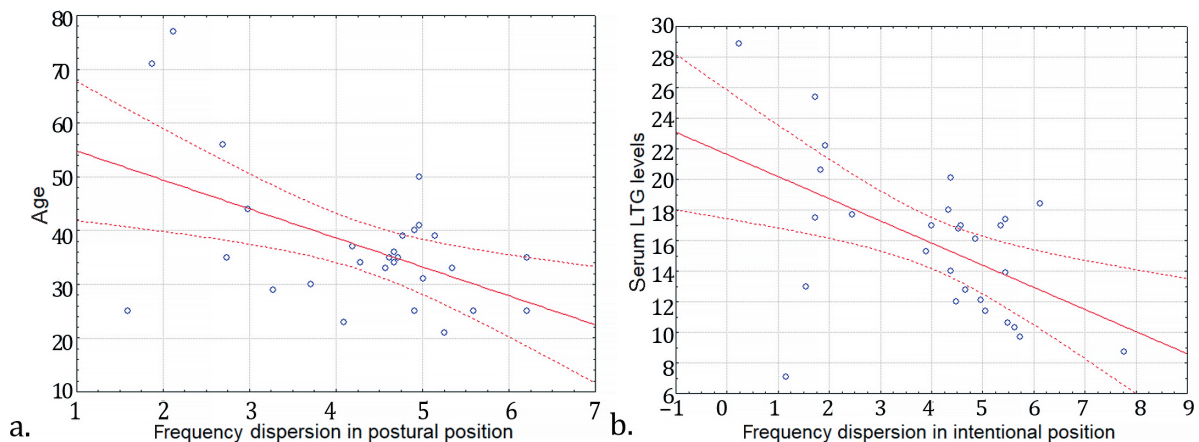 80
70
60
50
40
30
20
10
Age
1 2 3 4 5 6 7
Frequency dispersion in postural position
a.
30
28
26
24
22
20
18
16
14
12
10
8
6
Serum LTG levels
−1 0 1 2 3 4 5 6 7 8 9
Frequency dispersion in intentional position
b.